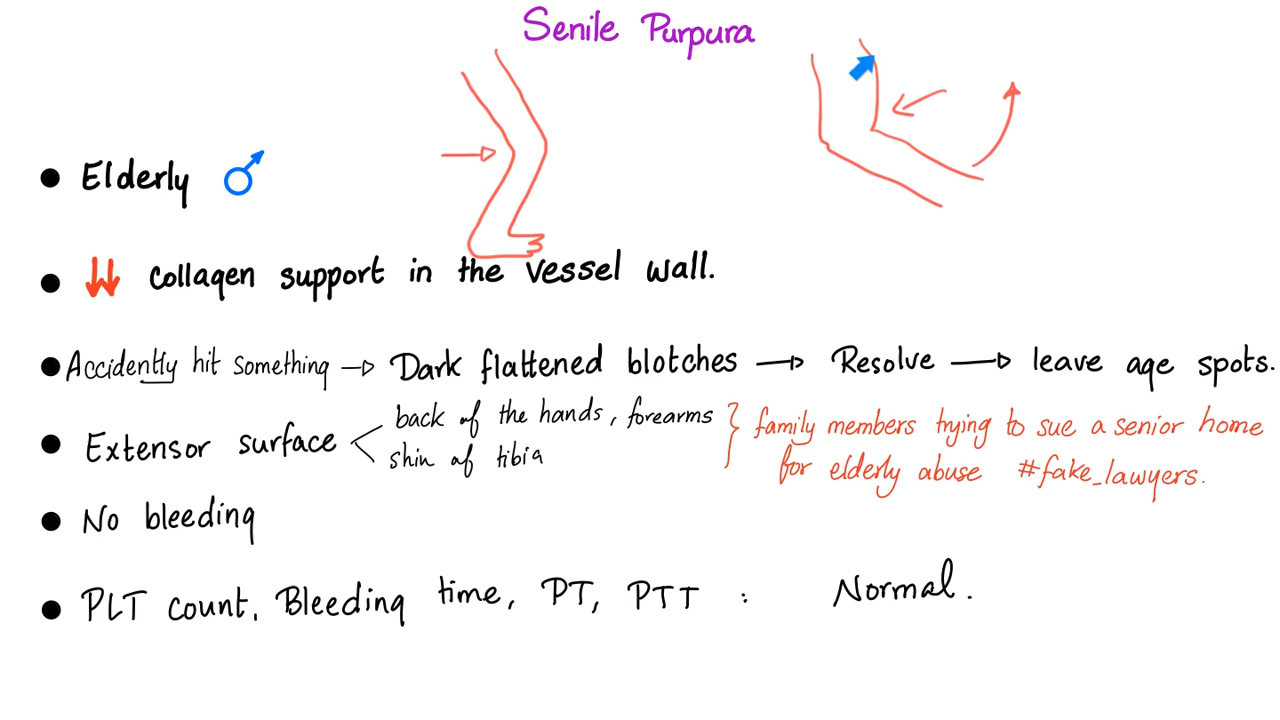 Senile Purpura
● Elderly ♂
● ↓↓ collagen support in the vessel wall.
● Accidently hit something → Dark flattened blotches → Resolve → leave age spots.
● Extensor surface < back of the hands, forearms } family members trying to sue a senior home
shin of tibia for elderly abuse #fake_lawyers.
● No bleeding
● PLT count, Bleeding time, PT, PTT : Normal.